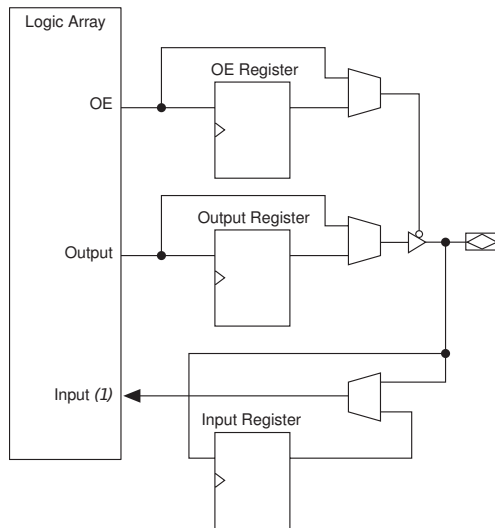 Logic Array
OE Register
OE
Output Register
Output
Input (1)
Input Register